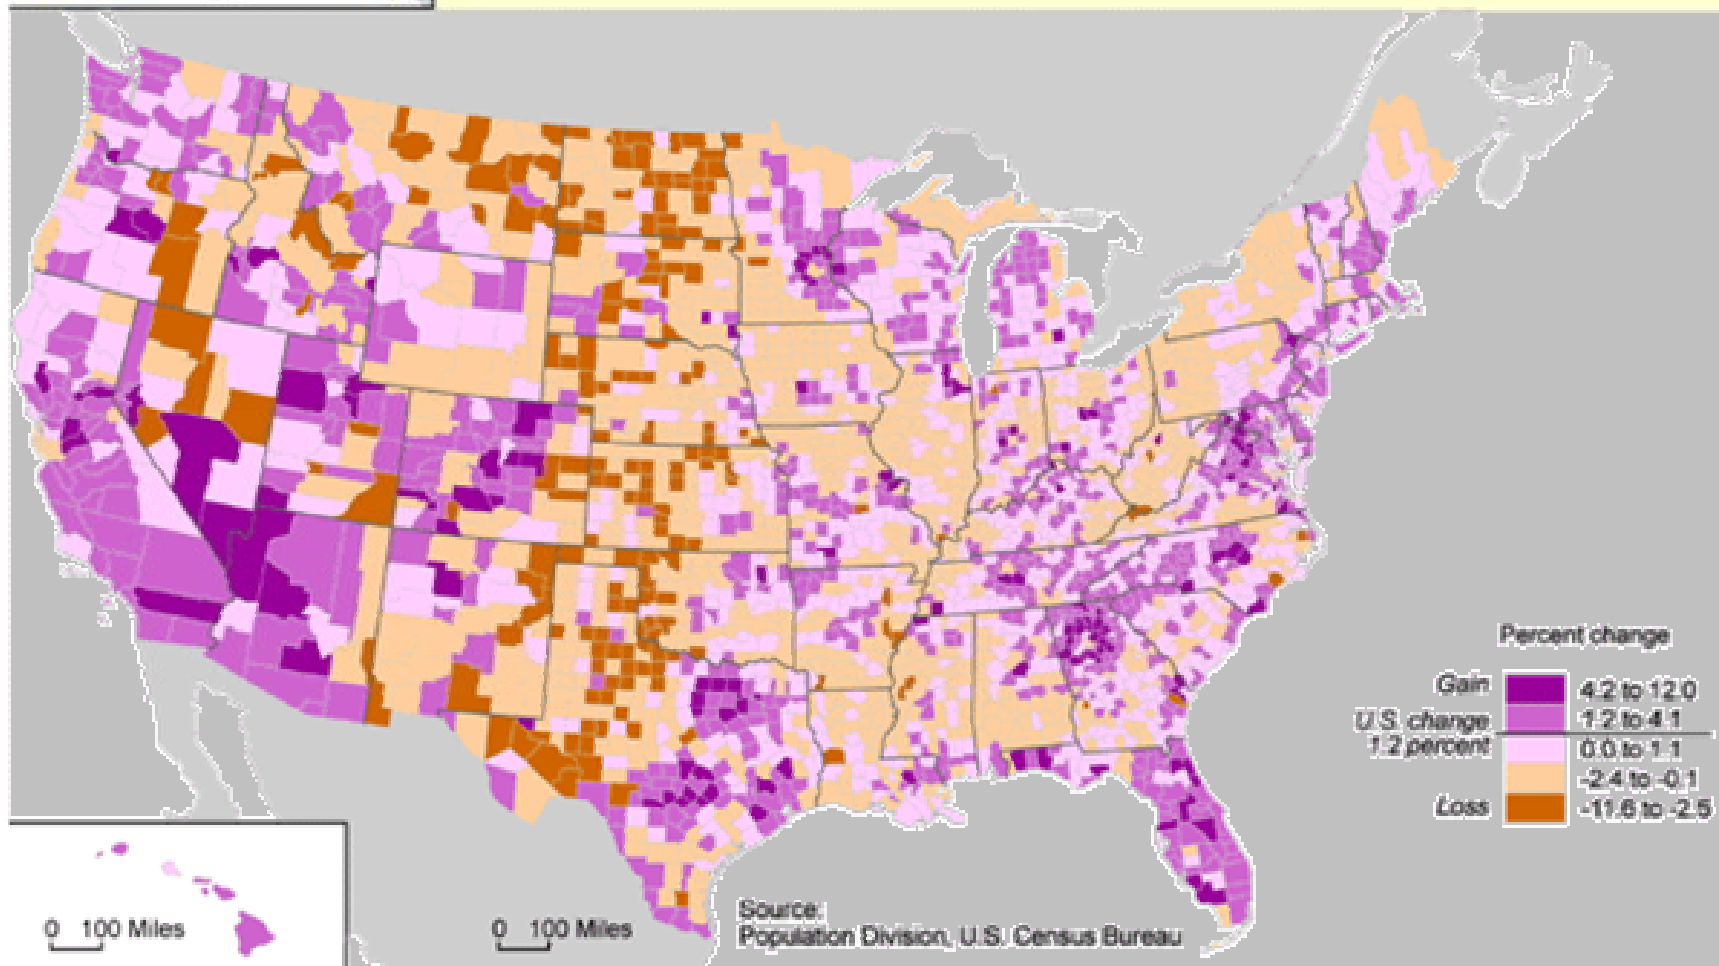 Percent change
Gain
4.2 to 12.0
U.S. change
1.2 to 4.1
1.2 percent
0.0 to 1.1
-2.4 to -0.1
Loss
-11.6 to -2.5
0 100 Miles
0 100 Miles
Source:
Population Division, U.S. Census Bureau